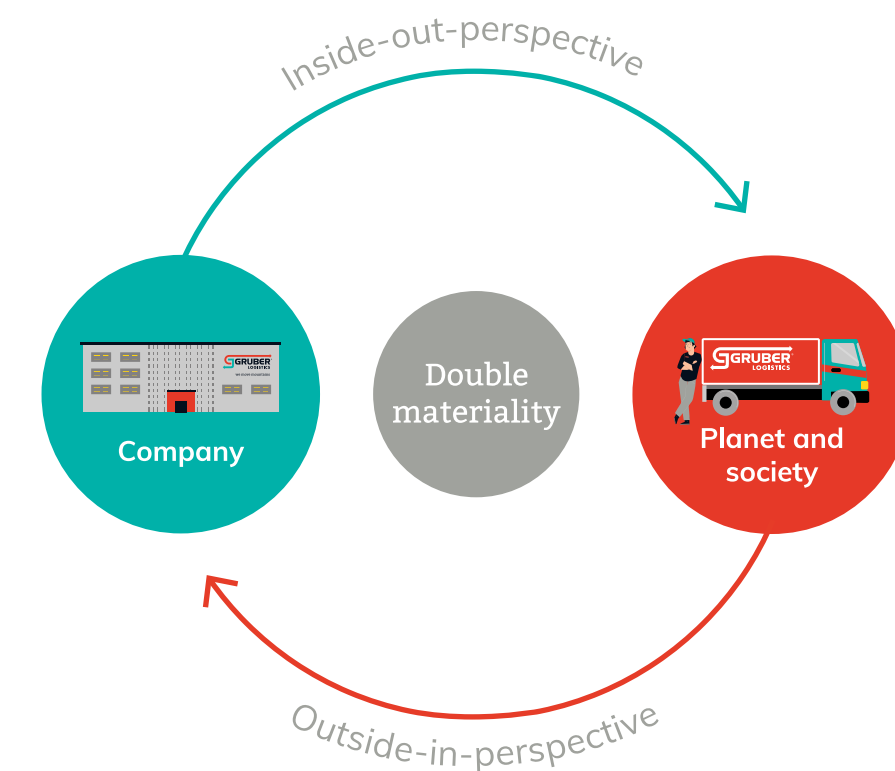 Inside-out-perspective
GRUBER
LOGISTICS
Company
Double
materiality
GRUBER
LOGISTICS
Planet and
society
Outside-in-perspective